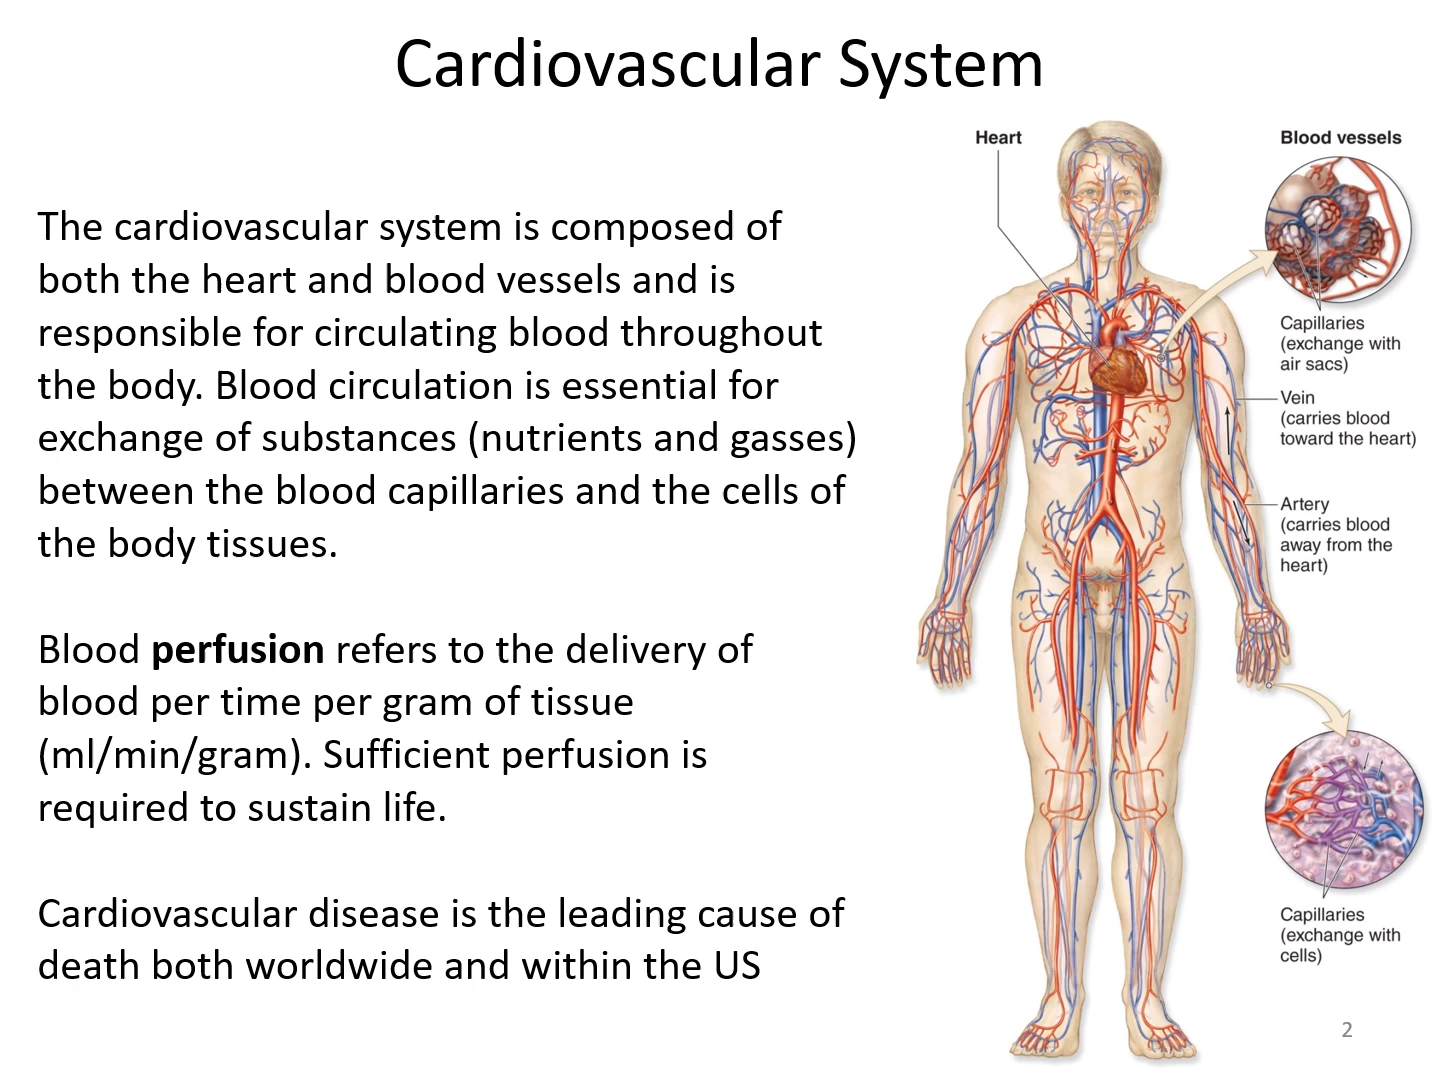 Cardiovascular System
The cardiovascular system is composed of
both the heart and blood vessels and is
responsible for circulating blood throughout
the body. Blood circulation is essential for
exchange of substances (nutrients and gasses)
between the blood capillaries and the cells of
the body tissues.
Blood perfusion refers to the delivery of
blood per time per gram of tissue
(ml/min/gram). Sufficient perfusion is
required to sustain life.
Cardiovascular disease is the leading cause of
death both worldwide and within the US
Heart
Blood vessels
Capillaries
(exchange with
air sacs)
Vein
(carries blood
toward the heart)
Artery
(carries blood
away from the
heart)
Capillaries
(exchange with
cells)
2